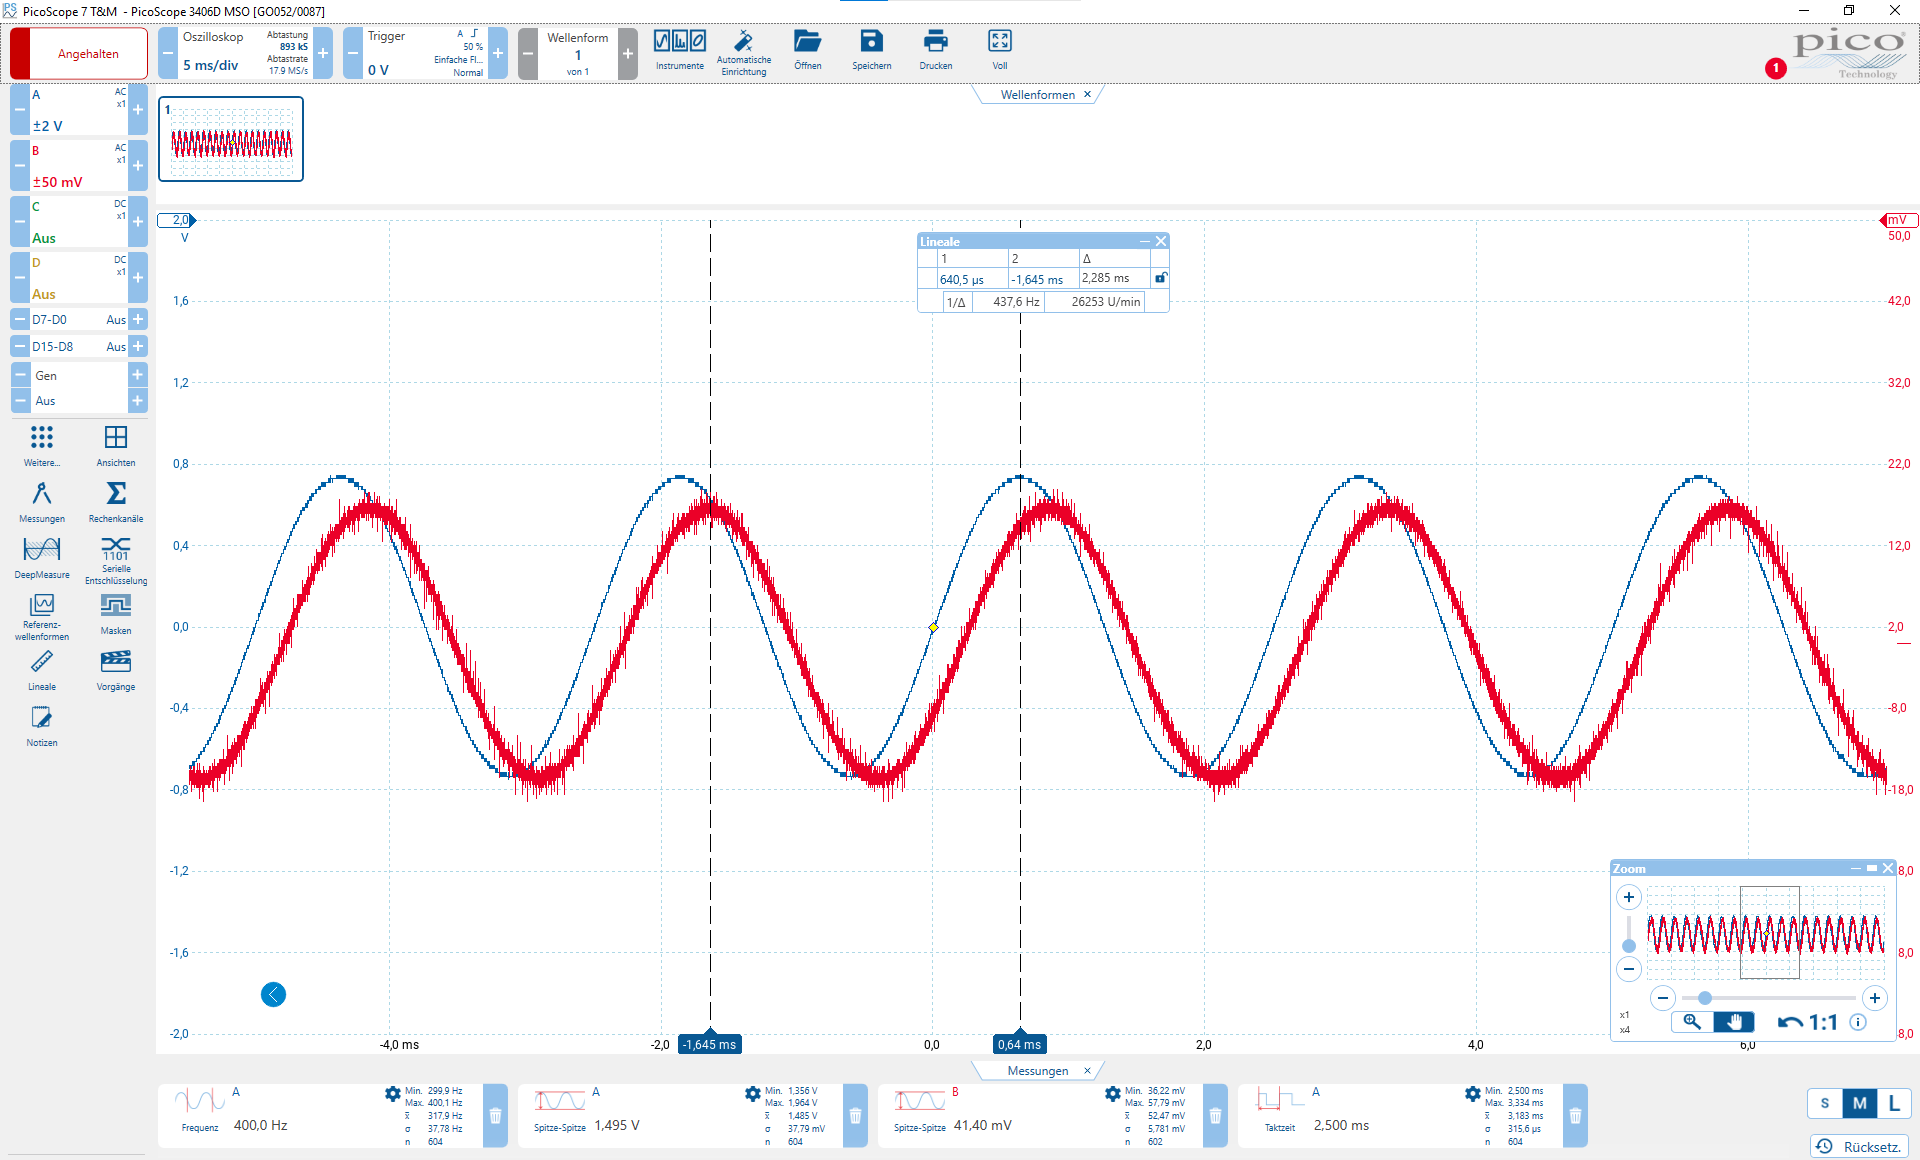 PicoScope 7 T&M - PicoScope 3406D MSO [GO052/0087]
Angehalten
Oszilloskop
5 ms/div
Abtastung
893 kS
Abtastrate
17.9 MS/s
Trigger
0 V
A
50 %
Einfache Fl...
Normal
Wellenform
1
von 1
Instrumente
Automatische
Einrichtung
Öffnen
Speichern
Drucken
Voll
1
pico
Technology
A
AC
x1
±2 V
B
AC
x1
±50 mV
C
DC
x1
Aus
D
DC
x1
Aus
D7-D0 Aus
D15-D8 Aus
Gen
Aus
Weitere...
Ansichten
Messungen
Rechenkanäle
DeepMeasure
1101
Serielle
Entschlüsselung
Referenz-
wellenformen
Masken
Lineale
Vorgänge
Notizen
Wellenformen ×
1
2,0
V
1,6
1,2
0,8
0,4
0,0
-0,4
-0,8
-1,2
-1,6
-2,0
mV
50,0
42,0
32,0
22,0
12,0
2,0
-8,0
-18,0
8,0
8,0
8,0
Lineale
1 2 Δ
640,5 µs -1,645 ms 2,285 ms
1/Δ 437,6 Hz 26253 U/min
-4,0 ms
-2,0
-1,645 ms
0,0
0,64 ms
2,0
4,0
6,0
Zoom
x1
x4
1:1
Messungen ×
A
Frequenz 400,0 Hz
Min. 299,9 Hz
Max. 400,1 Hz
x̄ 317,9 Hz
σ 37,78 Hz
n 604
A
Spitze-Spitze 1,495 V
Min. 1,356 V
Max. 1,964 V
x̄ 1,485 V
σ 37,79 mV
n 604
B
Spitze-Spitze 41,40 mV
Min. 36,22 mV
Max. 57,79 mV
x̄ 52,47 mV
σ 5,781 mV
n 602
A
Taktzeit 2,500 ms
Min. 2,500 ms
Max. 3,334 ms
x̄ 3,183 ms
σ 315,6 µs
n 604
S M L
Rücksetz.